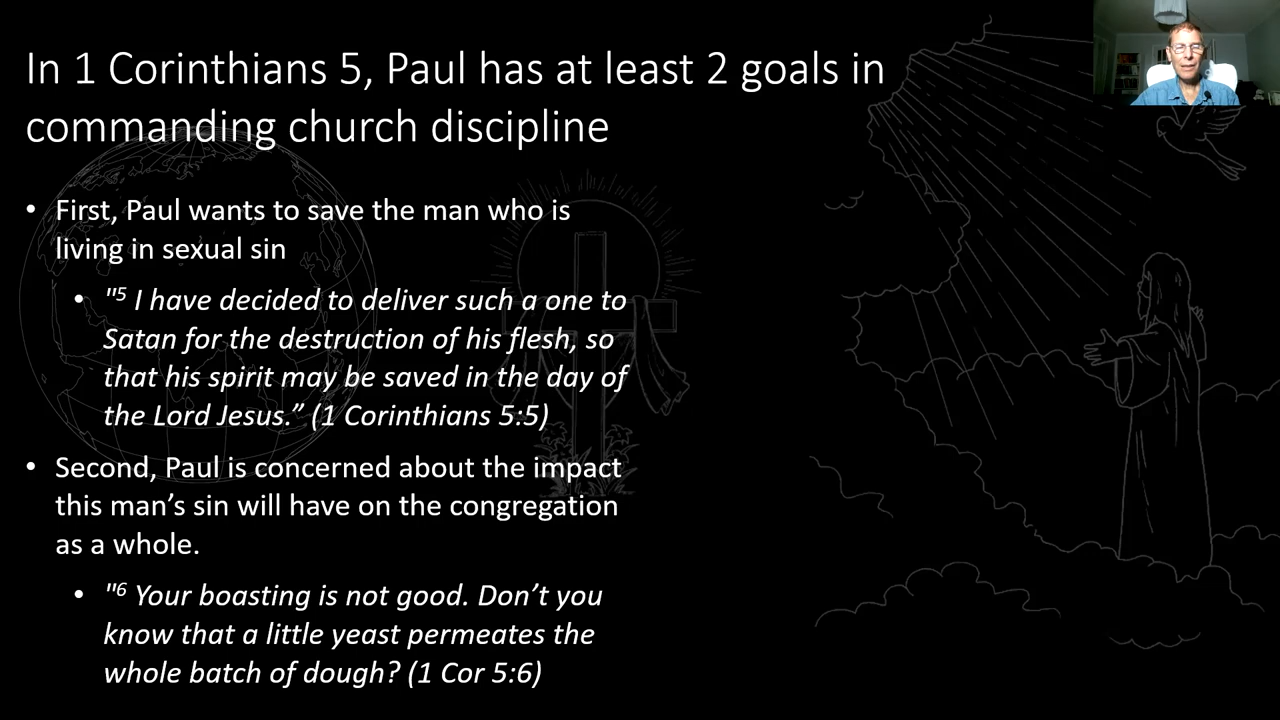 In 1 Corinthians 5, Paul has at least 2 goals in
commanding church discipline
• First, Paul wants to save the man who is
living in sexual sin
• "⁵ I have decided to deliver such a one to
Satan for the destruction of his flesh, so
that his spirit may be saved in the day of
the Lord Jesus.” (1 Corinthians 5:5)
• Second, Paul is concerned about the impact
this man’s sin will have on the congregation
as a whole.
• "⁶ Your boasting is not good. Don’t you
know that a little yeast permeates the
whole batch of dough? (1 Cor 5:6)